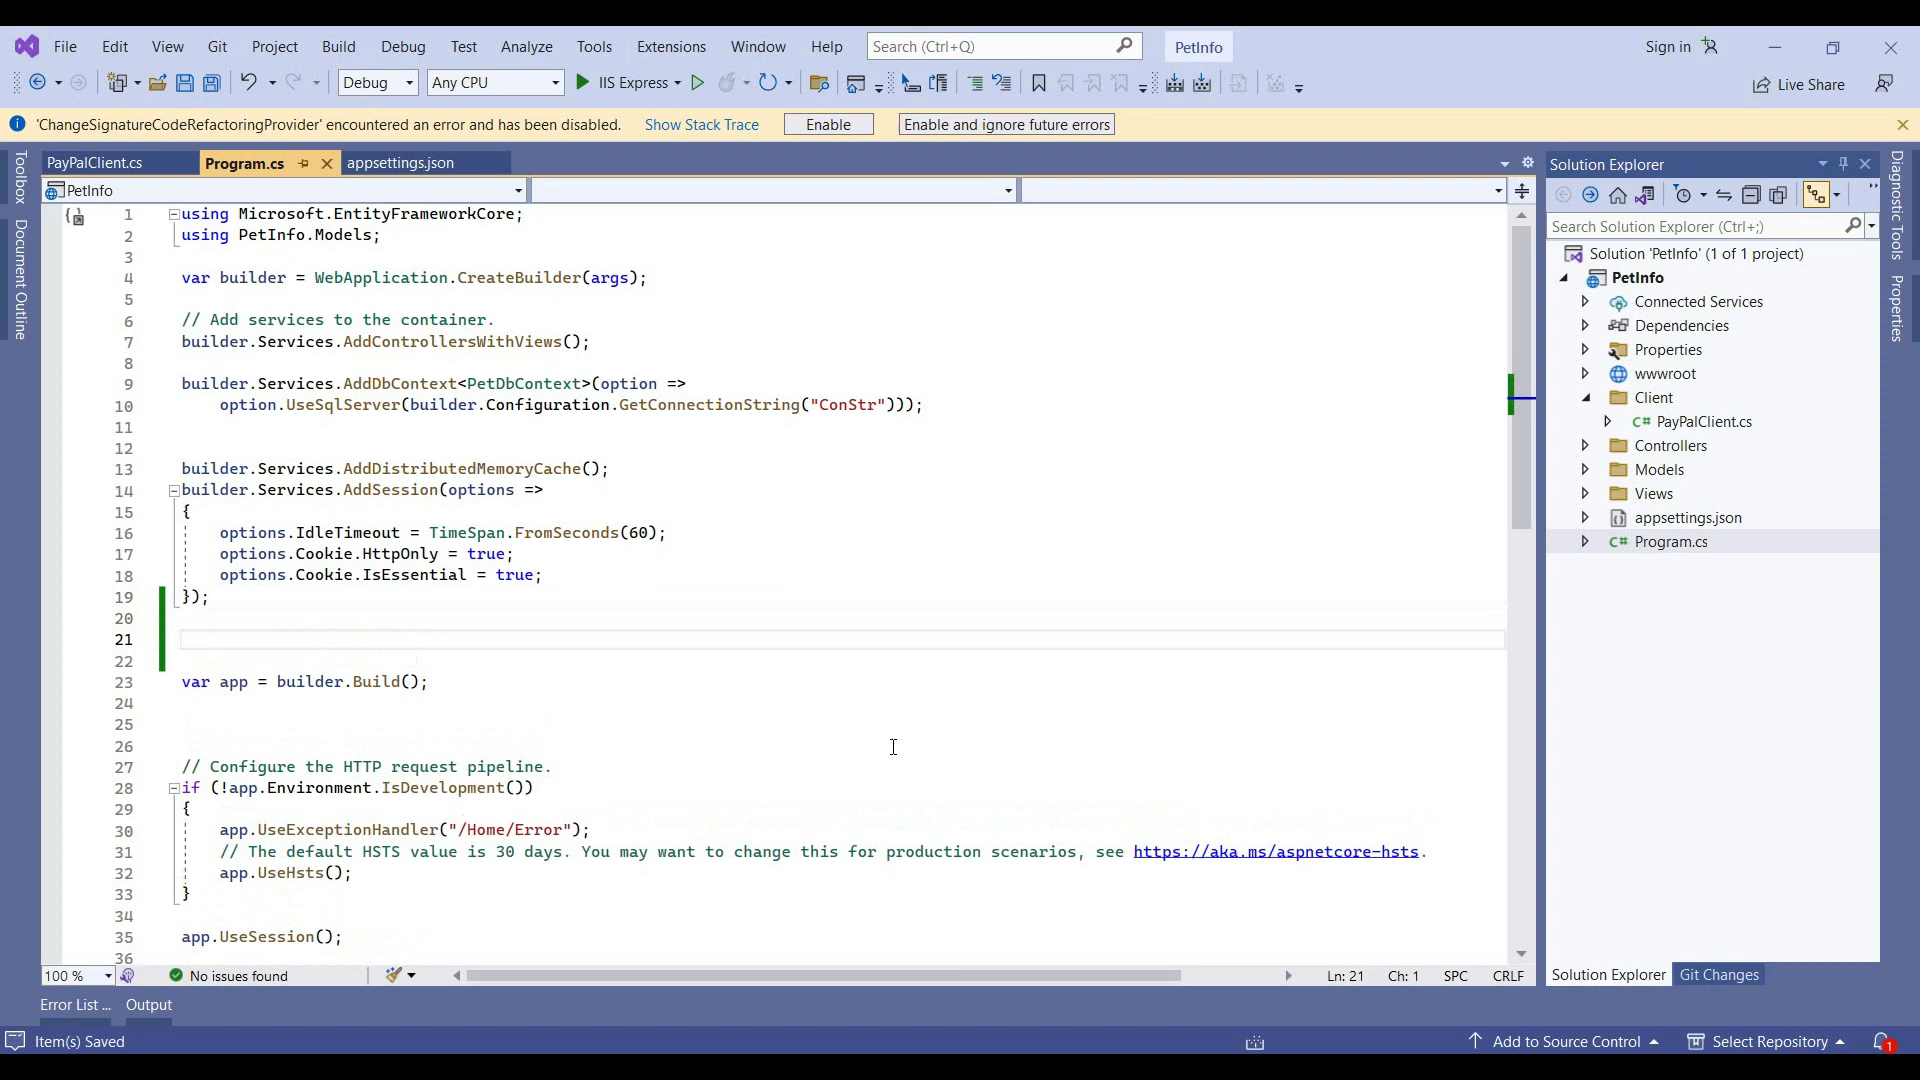 File Edit View Git Project Build Debug Test Analyze Tools Extensions Window Help Search (Ctrl+Q) PetInfo Sign in
Debug Any CPU IIS Express Live Share
'ChangeSignatureCodeRefactoringProvider' encountered an error and has been disabled. Show Stack Trace Enable Enable and ignore future errors
PayPalClient.cs Program.cs appsettings.json
PetInfo
1 using Microsoft.EntityFrameworkCore;
2 using PetInfo.Models;
3
4 var builder = WebApplication.CreateBuilder(args);
5
6 // Add services to the container.
7 builder.Services.AddControllersWithViews();
8
9 builder.Services.AddDbContext<PetDbContext>(option =>
10 option.UseSqlServer(builder.Configuration.GetConnectionString("ConStr")));
11
12
13 builder.Services.AddDistributedMemoryCache();
14 builder.Services.AddSession(options =>
15 {
16 options.IdleTimeout = TimeSpan.FromSeconds(60);
17 options.Cookie.HttpOnly = true;
18 options.Cookie.IsEssential = true;
19 });
20
21
22
23 var app = builder.Build();
24
25
26
27 // Configure the HTTP request pipeline.
28 if (!app.Environment.IsDevelopment())
29 {
30 app.UseExceptionHandler("/Home/Error");
31 // The default HSTS value is 30 days. You may want to change this for production scenarios, see https://aka.ms/aspnetcore-hsts.
32 app.UseHsts();
33 }
34
35 app.UseSession();
36
100 % No issues found Ln: 21 Ch: 1 SPC CRLF
Error List ... Output
Item(s) Saved Add to Source Control Select Repository 1
Toolbox
Document Outline
Solution Explorer
Search Solution Explorer (Ctrl+;)
Solution 'PetInfo' (1 of 1 project)
PetInfo
Connected Services
Dependencies
Properties
wwwroot
Client
C# PayPalClient.cs
Controllers
Models
Views
appsettings.json
C# Program.cs
Solution Explorer Git Changes
Diagnostic Tools
Properties